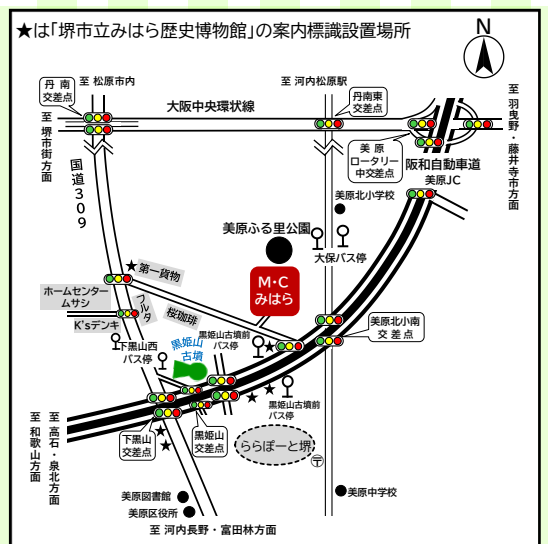 ★は「堺市立みはら歴史博物館」の案内標識設置場所
N
至 松原市内
至 河内松原駅
丹 南
交差点
丹南東
交差点
大阪中央環状線
至 堺市街方面
至 羽曳野・藤井寺市方面
美 原
ロータリー
中交差点
阪和自動車道
美原JC
国道309
美原北小学校
美原ふる里公園
大保バス停
★
第一貨物
M・C
みはら
ホームセンター
ムサシ
フルタ
桜珈琲
K'sデンキ
美原北小南
交 差 点
黒姫山古墳前
バス停
★
下黒山西
バス停
黒姫山
古墳
★
★
黒姫山古墳前
バス停
至 和歌山方面
至 高石・泉北方面
下黒山
交差点
★
★
黒姫山
交差点
ららぽーと堺
〒
美原図書館
美原区役所
美原中学校
至 河内長野・富田林方面